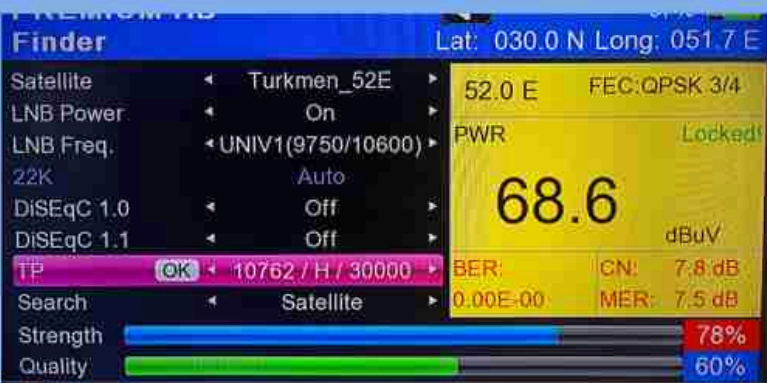 PREMIUM HD
Finder
Lat: 030.0 N Long: 051.7 E
Satellite Turkmen_52E
LNB Power On
LNB Freq. UNIV1(9750/10600)
22K Auto
DiSEqC 1.0 Off
DiSEqC 1.1 Off
TP OK 10762 / H / 30000
Search Satellite
52.0 E FEC:QPSK 3/4
PWR Locked!
68.6
dBuV
BER: CN: 7.8 dB
0.00E-00 MER: 7.5 dB
Strength 78%
Quality 60%